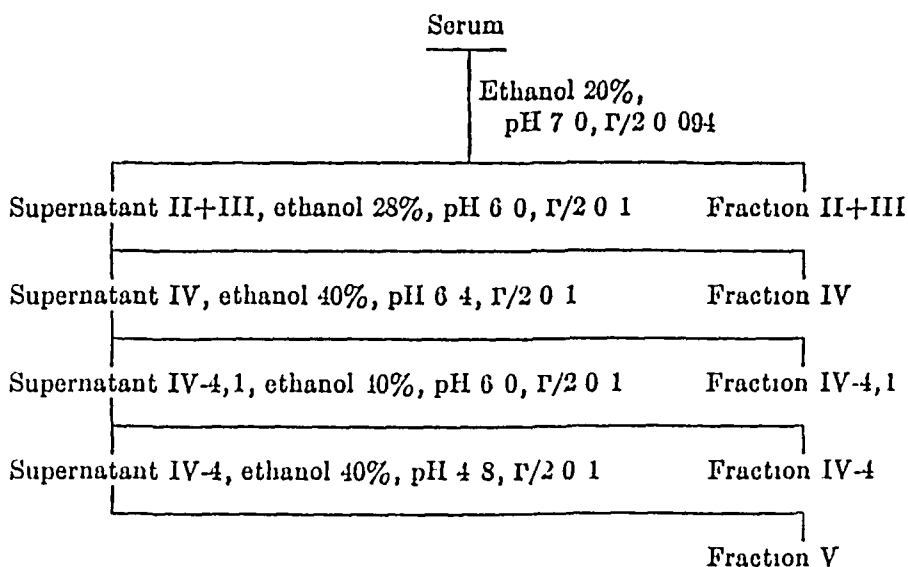 Serum
Ethanol 20%,
pH 7 0, Γ/2 0 094
Supernatant II+III, ethanol 28%, pH 6 0, Γ/2 0 1 Fraction II+III
Supernatant IV, ethanol 40%, pH 6 4, Γ/2 0 1 Fraction IV
Supernatant IV-4,1, ethanol 10%, pH 6 0, Γ/2 0 1 Fraction IV-4,1
Supernatant IV-4, ethanol 40%, pH 4 8, Γ/2 0 1 Fraction IV-4
Fraction V